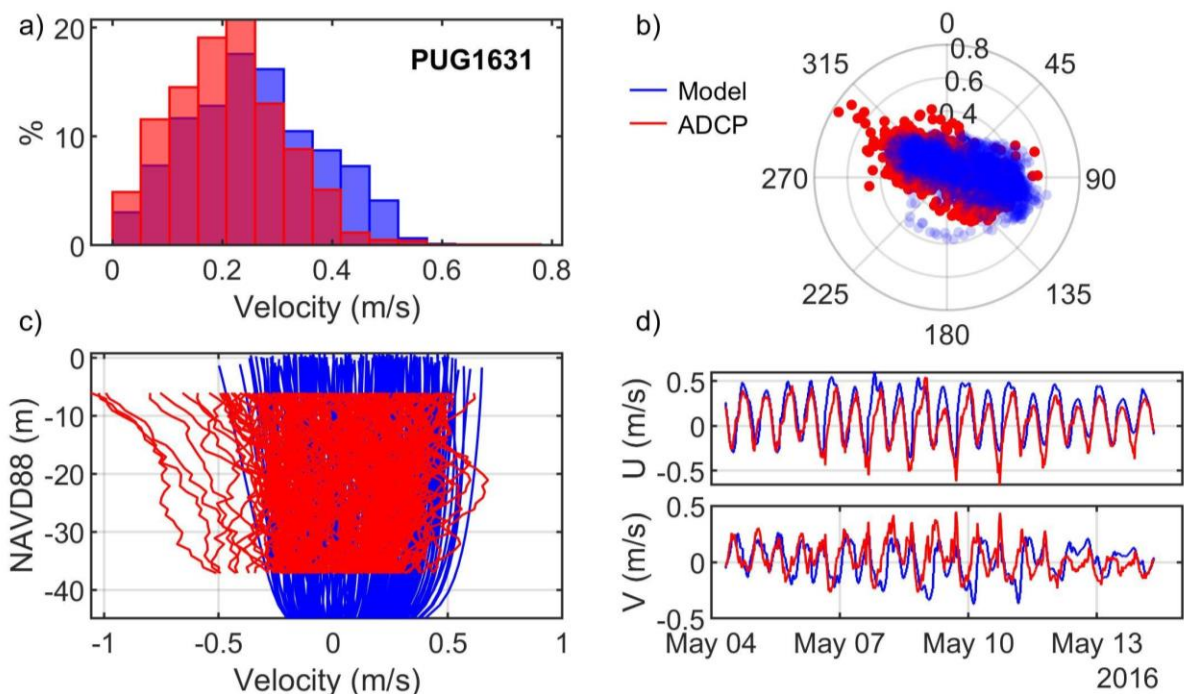 a)
PUG1631
20
10
0
%
0 0.2 0.4 0.6 0.8
Velocity (m/s)
b)
Model
ADCP
0
45
90
135
180
225
270
315
0.8
0.6
0.4
c)
0
-10
-20
-30
-40
NAVD88 (m)
-1 -0.5 0 0.5 1
Velocity (m/s)
d)
0.5
0
-0.5
U (m/s)
0.5
0
-0.5
V (m/s)
May 04 May 07 May 10 May 13
2016